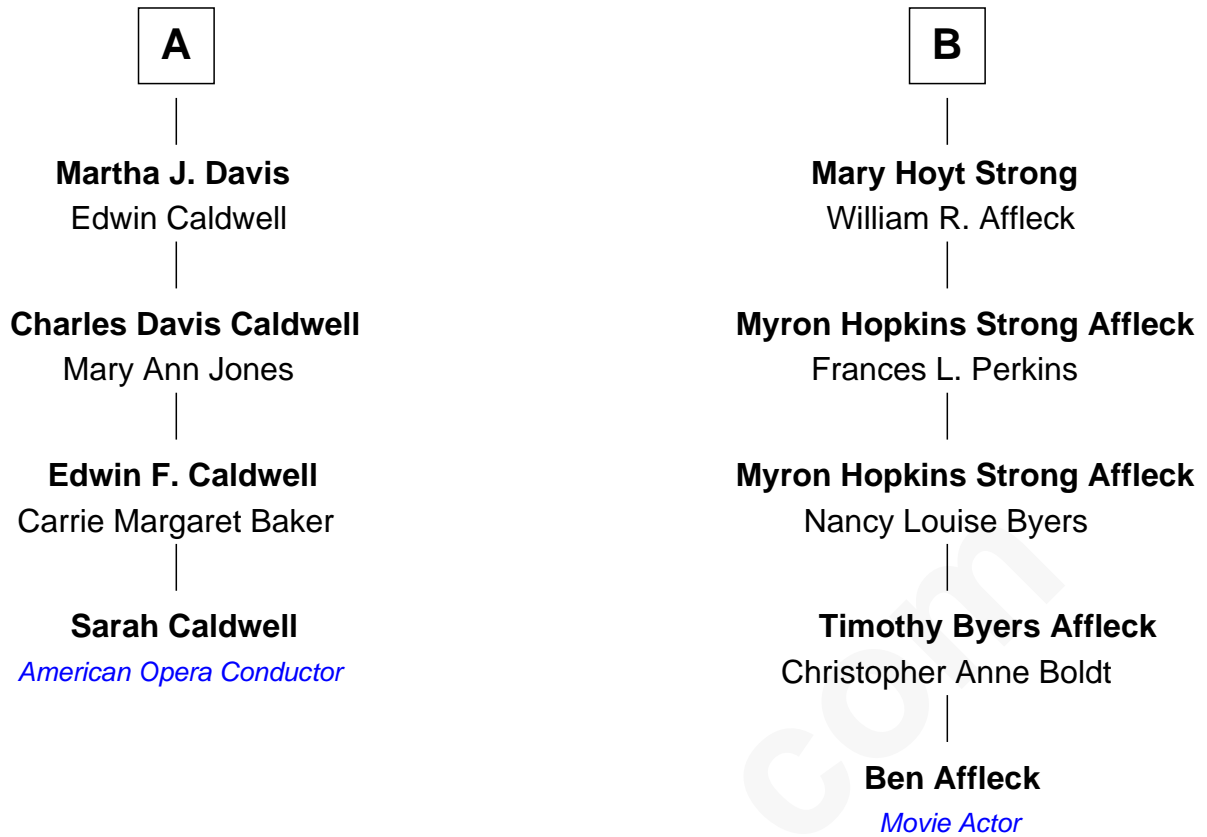 A
Martha J. Davis
Edwin Caldwell
Charles Davis Caldwell
Mary Ann Jones
Edwin F. Caldwell
Carrie Margaret Baker
Sarah Caldwell
American Opera Conductor
B
Mary Hoyt Strong
William R. Affleck
Myron Hopkins Strong Affleck
Frances L. Perkins
Myron Hopkins Strong Affleck
Nancy Louise Byers
Timothy Byers Affleck
Christopher Anne Boldt
Ben Affleck
Movie Actor
com